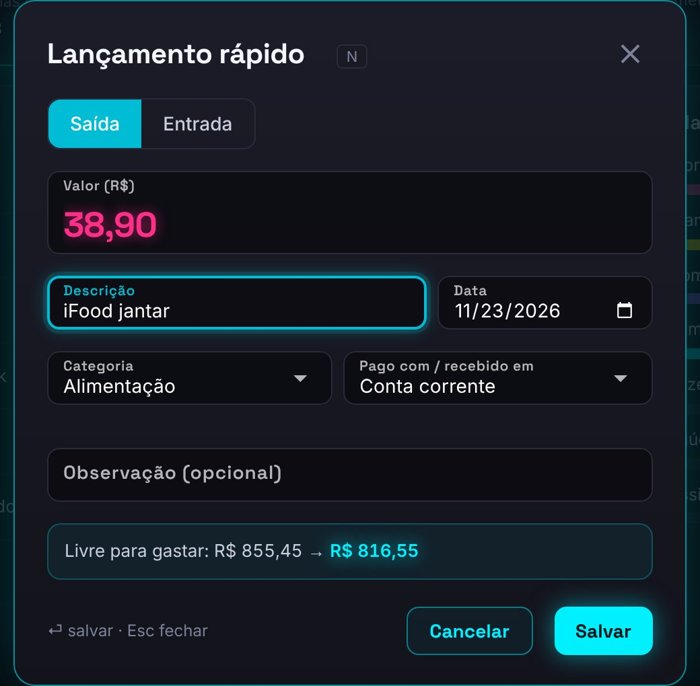 Lançamento rápido N
Saída Entrada
Valor (R$)
38,90
Descrição
iFood jantar
Data
11/23/2026
Categoria
Alimentação
Pago com / recebido em
Conta corrente
Observação (opcional)
Livre para gastar: R$ 855,45 → R$ 816,55
⏎ salvar · Esc fechar
Cancelar
Salvar